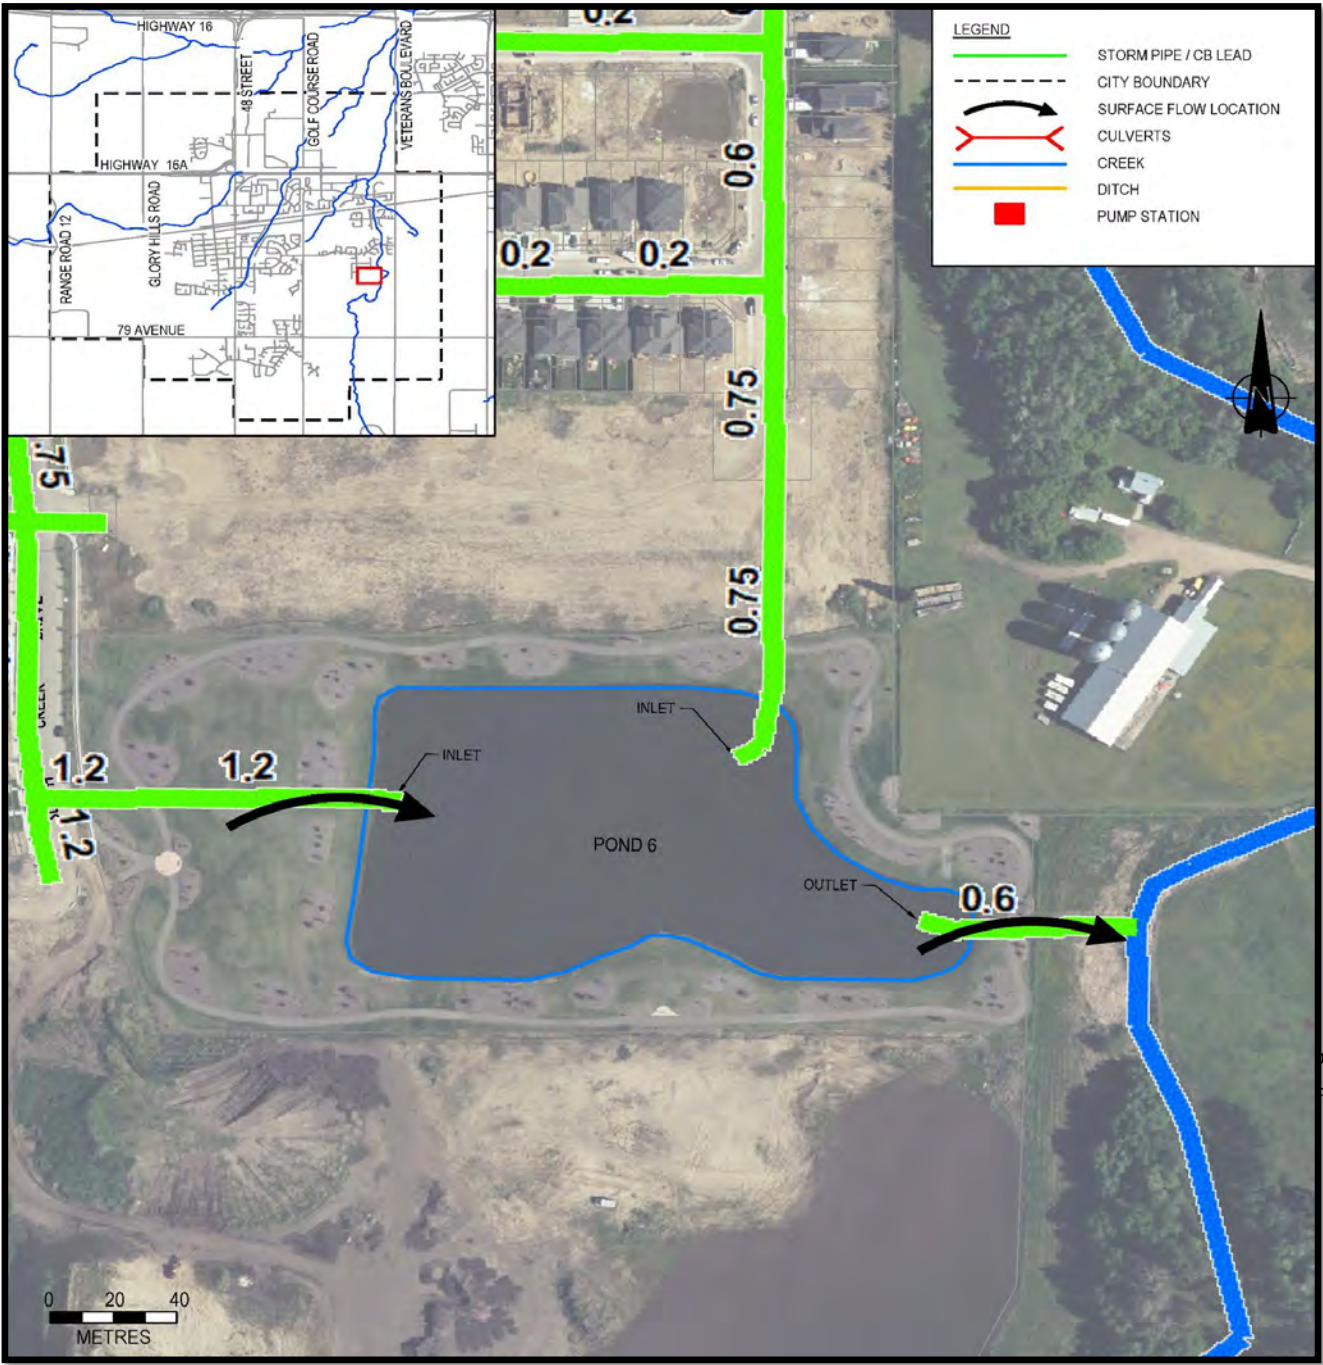 HIGHWAY 16
48 STREET
GOLF COURSE ROAD
VETERANS BOULEVARD
HIGHWAY 16A
RANGE ROAD 12
GLORY HILLS ROAD
79 AVENUE
LEGEND
STORM PIPE / CB LEAD
CITY BOUNDARY
SURFACE FLOW LOCATION
CULVERTS
CREEK
DITCH
PUMP STATION
N
0.2
0.6
0.2
0.2
0.75
.75
0.75
CREEK
INLET
INLET
1.2
1.2
1.2
POND 6
OUTLET
0.6
0 20 40
METRES